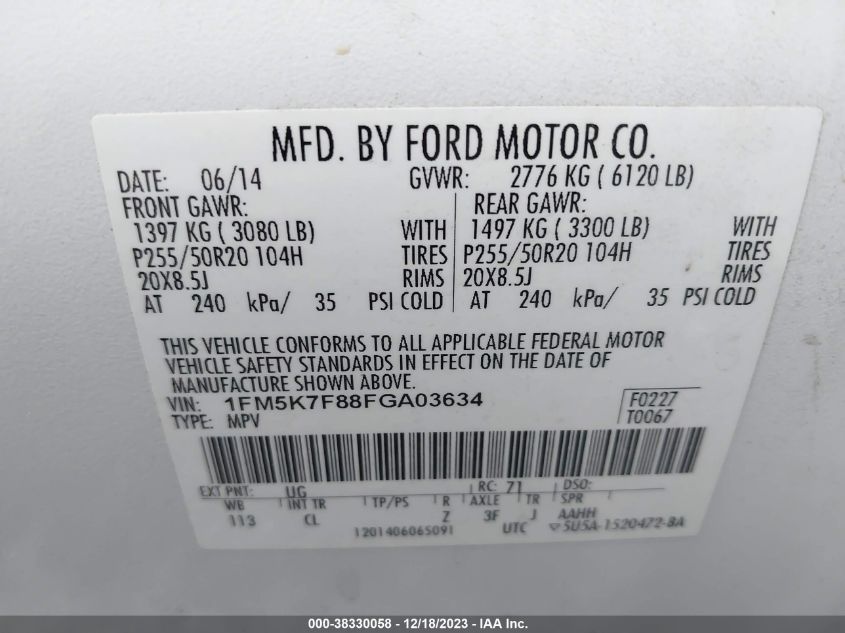 MFD. BY FORD MOTOR CO.
DATE: 06/14 GVWR: 2776 KG ( 6120 LB)
FRONT GAWR: REAR GAWR:
1397 KG ( 3080 LB) WITH 1497 KG ( 3300 LB) WITH
P255/50R20 104H TIRES P255/50R20 104H TIRES
20X8.5J RIMS 20X8.5J RIMS
AT 240 kPa/ 35 PSI COLD AT 240 kPa/ 35 PSI COLD
THIS VEHICLE CONFORMS TO ALL APPLICABLE FEDERAL MOTOR
VEHICLE SAFETY STANDARDS IN EFFECT ON THE DATE OF
MANUFACTURE SHOWN ABOVE.
VIN: 1FM5K7F88FGA03634 F0227
TYPE: MPV T0067
EXT PNT: UG RC: 71 DSO:
WB INT TR TP/PS R AXLE TR SPR
113 CL Z 3F J AAHH
1201406065091 UTC ▽5U5A-1520472-BA
000-38330058 - 12/18/2023 - IAA Inc.